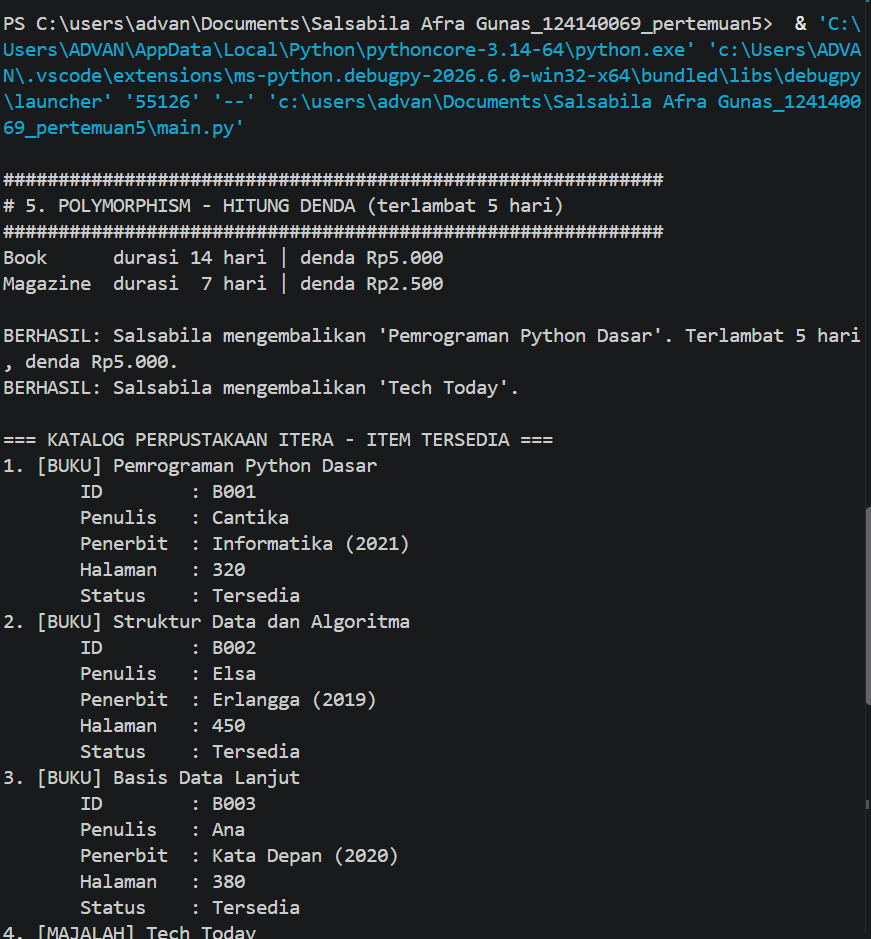 PS C:\users\advan\Documents\Salsabila Afra Gunas_124140069_pertemuan5>  & 'C:\
Users\ADVAN\AppData\Local\Python\pythoncore-3.14-64\python.exe' 'c:\Users\ADVA
N\.vscode\extensions\ms-python.debugpy-2026.6.0-win32-x64\bundled\libs\debugpy
\launcher' '55126' '--' 'c:\users\advan\Documents\Salsabila Afra Gunas_1241400
69_pertemuan5\main.py'
############################################################
# 5. POLYMORPHISM - HITUNG DENDA (terlambat 5 hari)
############################################################
Book      durasi 14 hari | denda Rp5.000
Magazine  durasi  7 hari | denda Rp2.500
BERHASIL: Salsabila mengembalikan 'Pemrograman Python Dasar'. Terlambat 5 hari
, denda Rp5.000.
BERHASIL: Salsabila mengembalikan 'Tech Today'.
=== KATALOG PERPUSTAKAAN ITERA - ITEM TERSEDIA ===
1. [BUKU] Pemrograman Python Dasar
       ID        : B001
       Penulis   : Cantika
       Penerbit  : Informatika (2021)
       Halaman   : 320
       Status    : Tersedia
2. [BUKU] Struktur Data dan Algoritma
       ID        : B002
       Penulis   : Elsa
       Penerbit  : Erlangga (2019)
       Halaman   : 450
       Status    : Tersedia
3. [BUKU] Basis Data Lanjut
       ID        : B003
       Penulis   : Ana
       Penerbit  : Kata Depan (2020)
       Halaman   : 380
       Status    : Tersedia
4. [MAJALAH] Tech Today